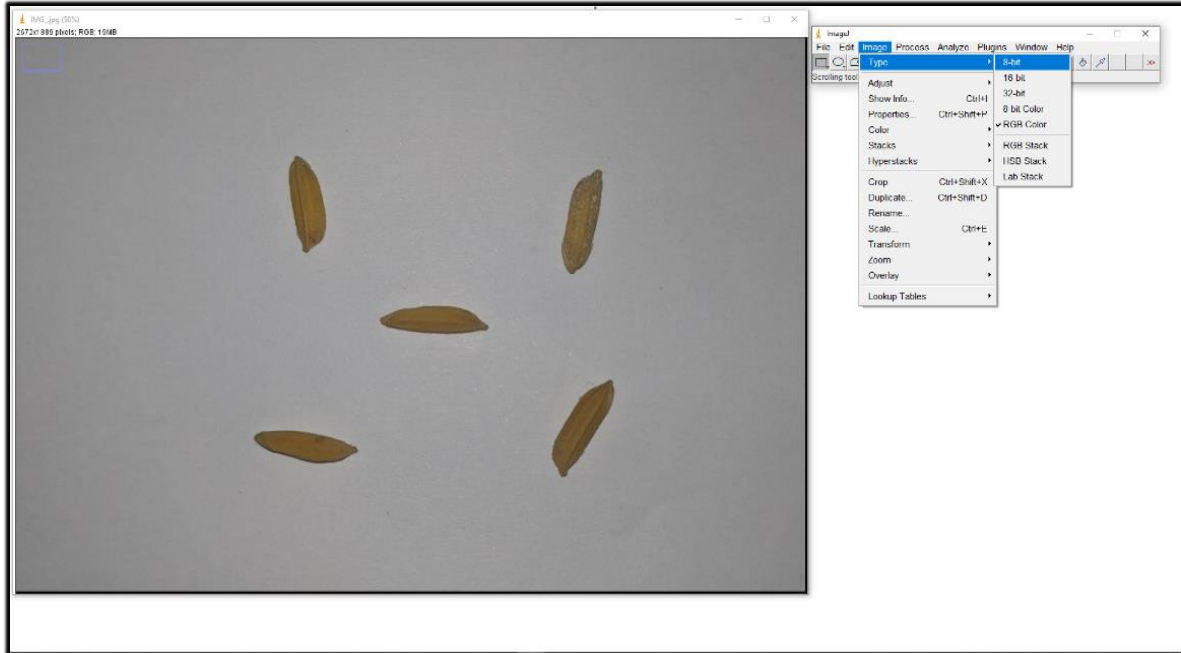 IMG_.jpg (50%)
2672x1889 pixels; RGB; 19MB
ImageJ
File Edit Image Process Analyze Plugins Window Help
Scrolling tool
Type
Adjust
Show Info... Ctrl+I
Properties... Ctrl+Shift+P
Color
Stacks
Hyperstacks
Crop Ctrl+Shift+X
Duplicate... Ctrl+Shift+D
Rename...
Scale... Ctrl+E
Transform
Zoom
Overlay
Lookup Tables
8-bit
16-bit
32-bit
8-bit Color
RGB Color
RGB Stack
HSB Stack
Lab Stack